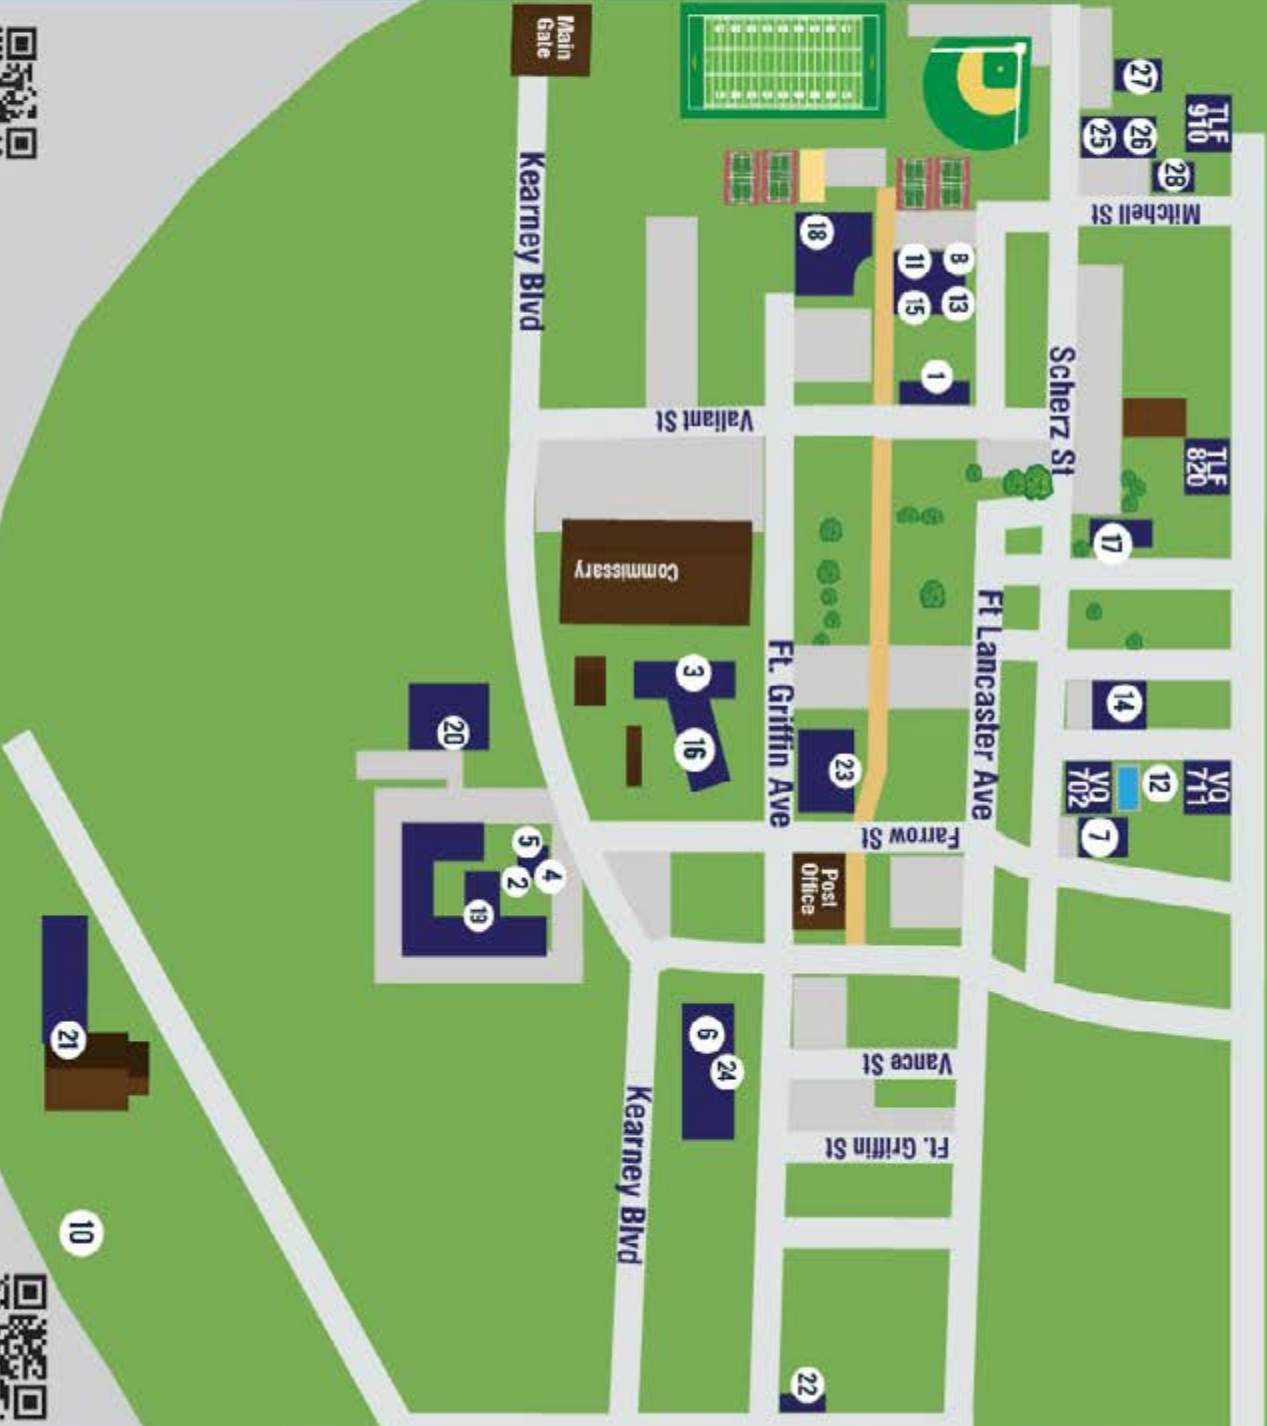 TLF
910
TLF
820
VQ
711
28
Mitchell St
12
27
26
17
14
25
VQ
702
7
Scherz St
Ft Lancaster Ave
8
13
1
11
15
Farrow St
Vance St
Ft. Griffin St
18
23
Post
Office
22
Ft. Griffin Ave
Valiant St
Commissary
3
16
6
24
Main
Gate
Kearney Blvd
Kearney Blvd
4
5
2
19
20
21
10